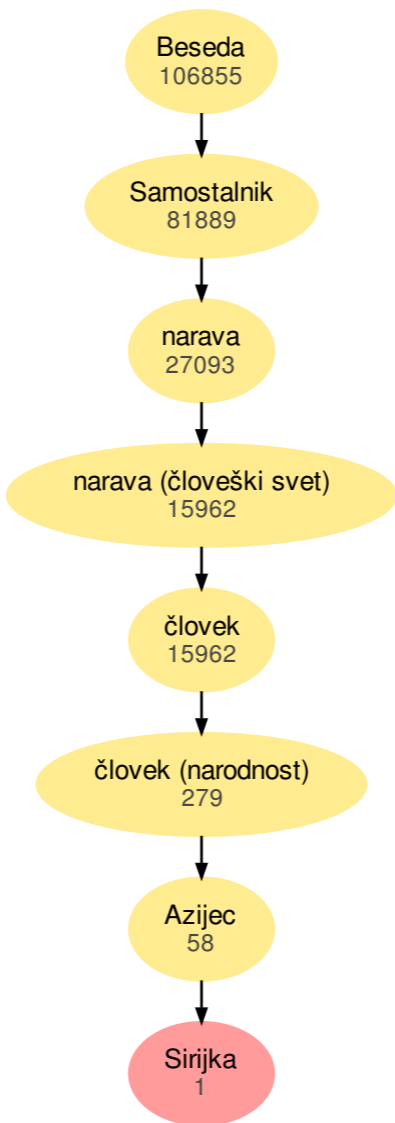 Beseda
106855
Samostalnik
81889
narava
27093
narava (človeški svet)
15962
človek
15962
človek (narodnost)
279
Azijec
58
Sirijka
1